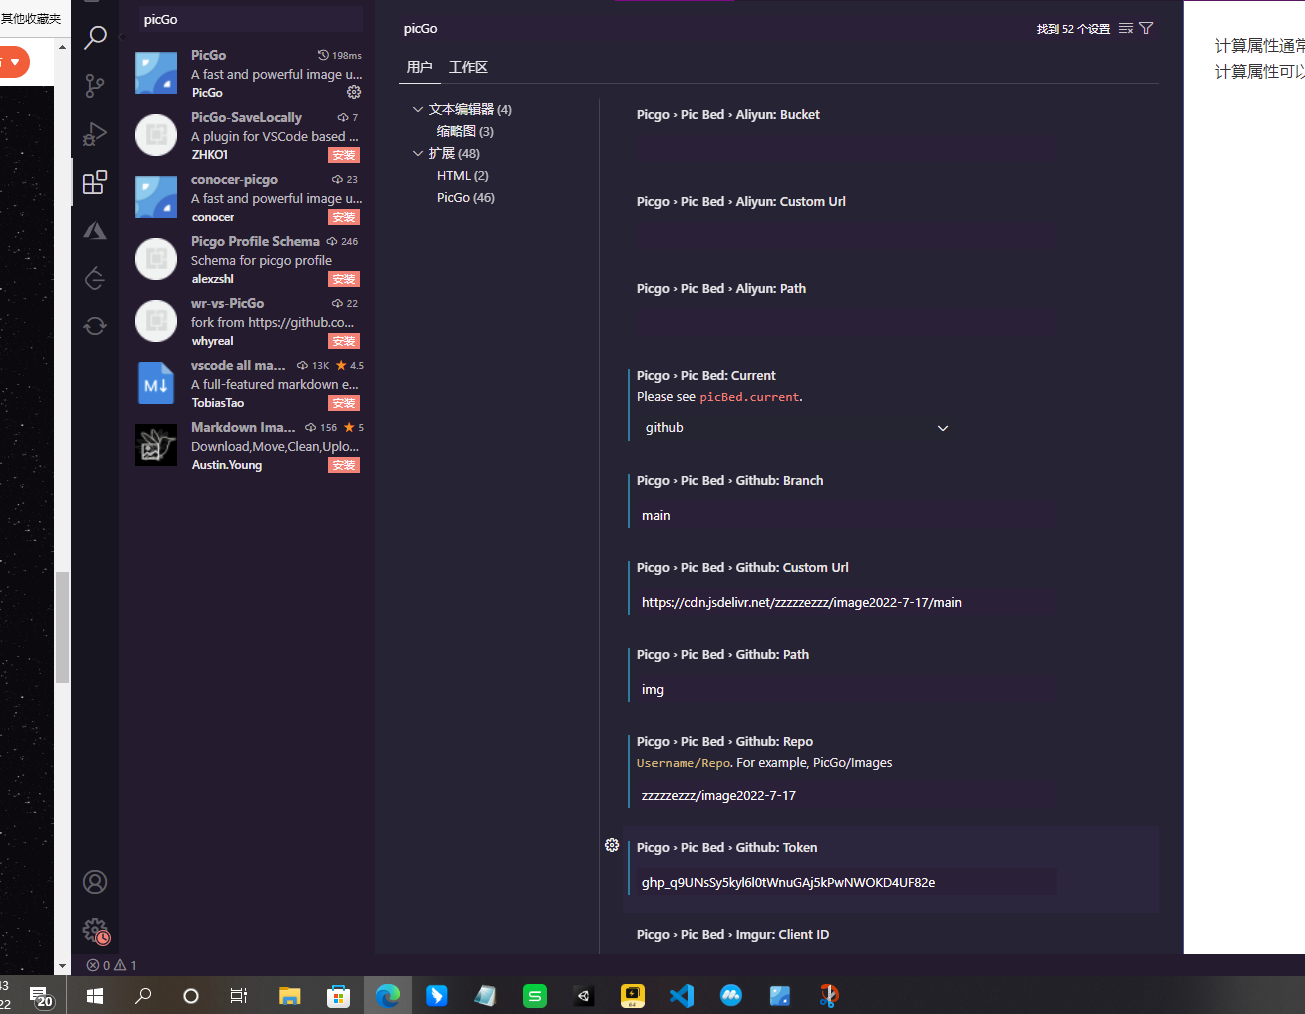 其他收藏夹
picGo
PicGo
198ms
A fast and powerful image u...
PicGo
PicGo-SaveLocally
7
A plugin for VSCode based ...
ZHKO1
安装
conocer-picgo
23
A fast and powerful image u...
conocer
安装
Picgo Profile Schema
246
Schema for picgo profile
alexzshl
安装
wr-vs-PicGo
22
fork from https://github.co...
whyreal
安装
vscode all ma...
13K
4.5
M
A full-featured markdown e...
TobiasTao
安装
Markdown Ima...
156
5
Download,Move,Clean,Uplo...
Austin.Young
安装
picGo
找到 52 个设置
用户
工作区
文本编辑器 (4)
缩略图 (3)
扩展 (48)
HTML (2)
PicGo (46)
Picgo › Pic Bed › Aliyun: Bucket
Picgo › Pic Bed › Aliyun: Custom Url
Picgo › Pic Bed › Aliyun: Path
Picgo › Pic Bed: Current
Please see picBed.current.
github
Picgo › Pic Bed › Github: Branch
main
Picgo › Pic Bed › Github: Custom Url
https://cdn.jsdelivr.net/zzzzzezzz/image2022-7-17/main
Picgo › Pic Bed › Github: Path
img
Picgo › Pic Bed › Github: Repo
Username/Repo. For example, PicGo/Images
zzzzzezzz/image2022-7-17
Picgo › Pic Bed › Github: Token
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
Picgo › Pic Bed › Imgur: Client ID
计算属性通常
计算属性可以
0
1
43
22
20
S
64